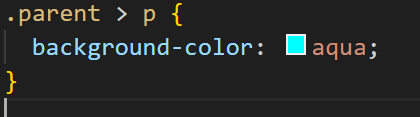 .parent > p {
  background-color: aqua;
}